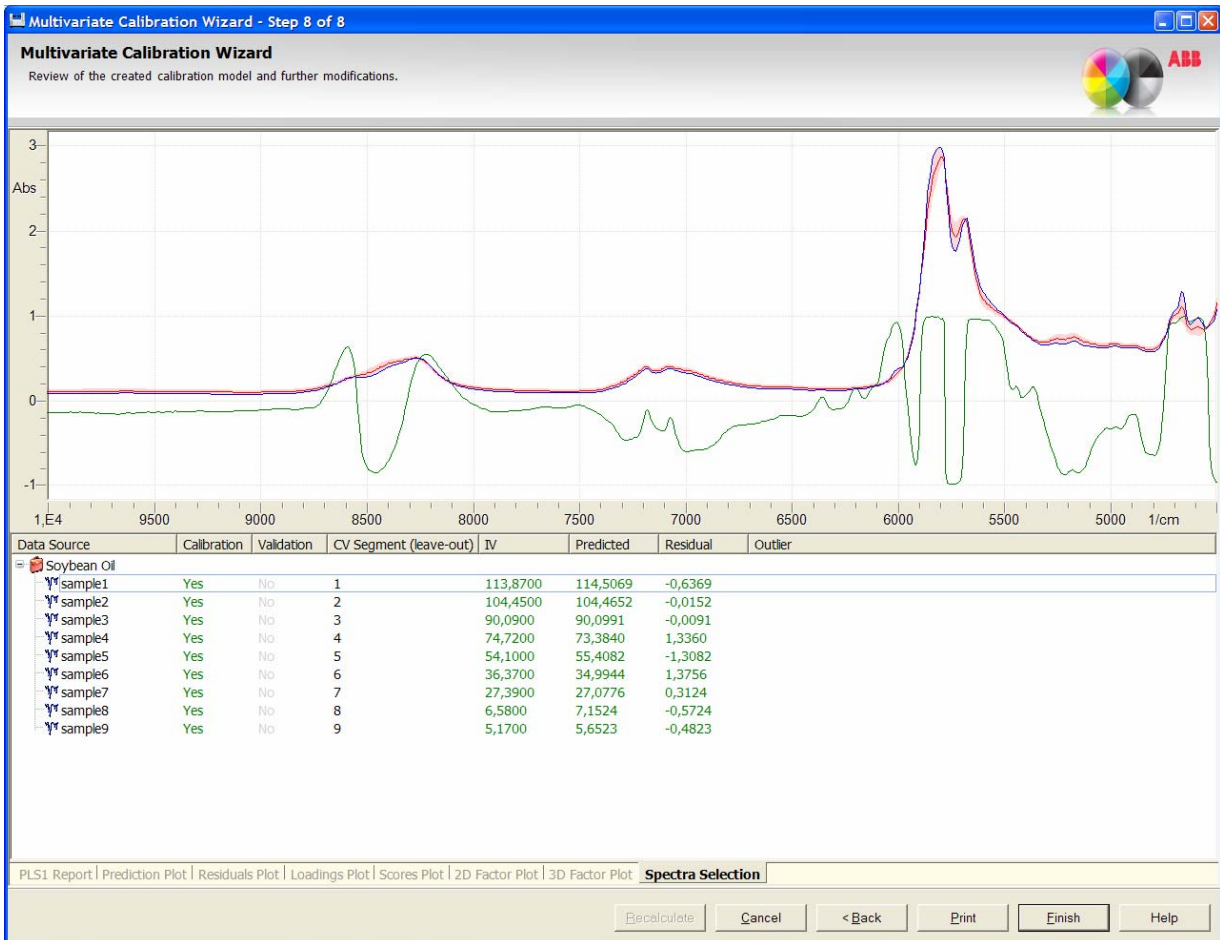 Multivariate Calibration Wizard - Step 8 of 8
Multivariate Calibration Wizard
Review of the created calibration model and further modifications.
ABB
3
Abs
2
1
0
-1
1,E4 9500 9000 8500 8000 7500 7000 6500 6000 5500 5000 1/cm
Data Source Calibration Validation CV Segment (leave-out) IV Predicted Residual Outlier
Soybean Oil
sample1 Yes No 1 113,8700 114,5069 -0,6369
sample2 Yes No 2 104,4500 104,4652 -0,0152
sample3 Yes No 3 90,0900 90,0991 -0,0091
sample4 Yes No 4 74,7200 73,3840 1,3360
sample5 Yes No 5 54,1000 55,4082 -1,3082
sample6 Yes No 6 36,3700 34,9944 1,3756
sample7 Yes No 7 27,3900 27,0776 0,3124
sample8 Yes No 8 6,5800 7,1524 -0,5724
sample9 Yes No 9 5,1700 5,6523 -0,4823
PLS1 Report Prediction Plot Residuals Plot Loadings Plot Scores Plot 2D Factor Plot 3D Factor Plot Spectra Selection
Recalculate Cancel < Back Print Finish Help